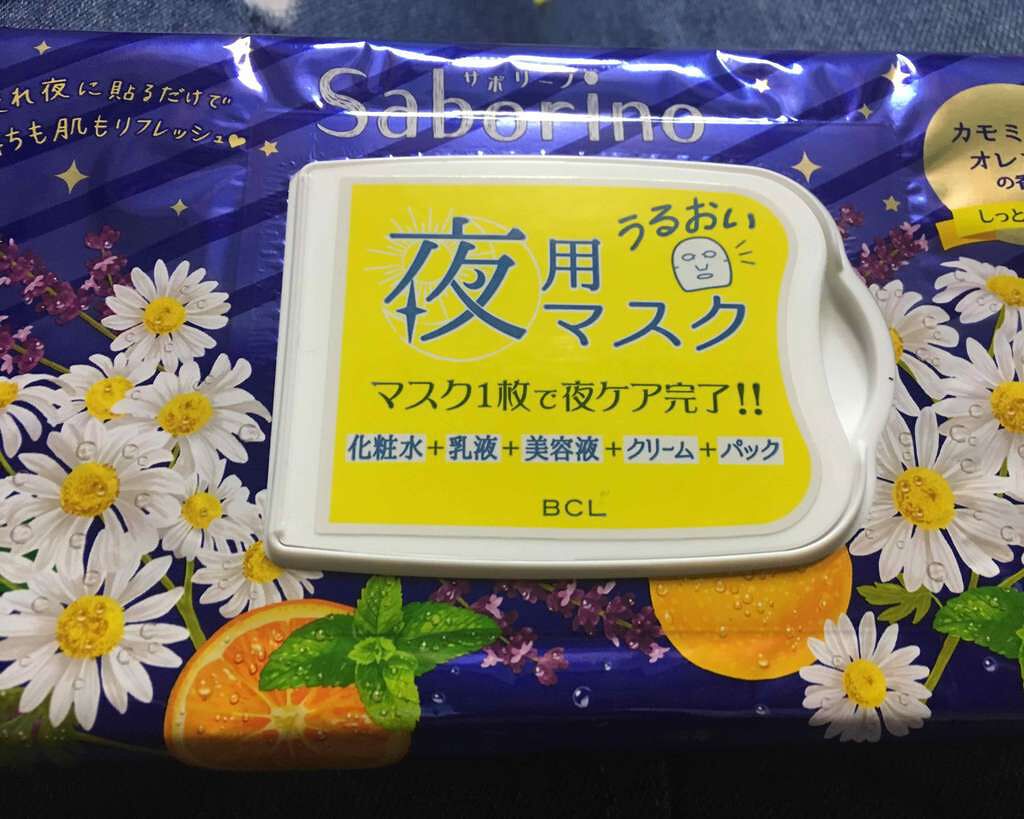 サボリーノ
Saborino
れ夜に貼るだけで
ちも肌もリフレッシュ♥
カモミ
オレン
の香
しっと
うるおい
夜用
マスク
マスク1枚で夜ケア完了!!
化粧水+乳液+美容液+クリーム+パック
BCL